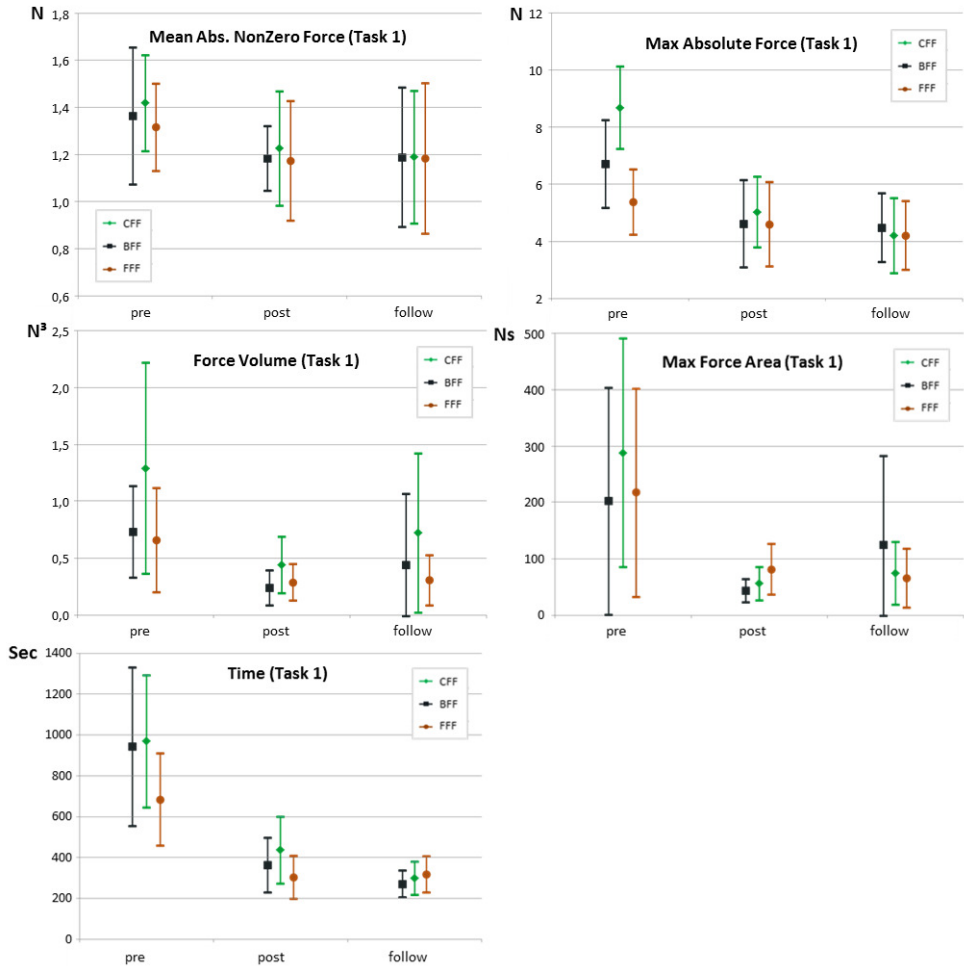 N
Mean Abs. NonZero Force (Task 1)
1,8
1,6
1,4
1,2
1,0
0,8
0,6
CFF
BFF
FFF
pre
post
follow
N
Max Absolute Force (Task 1)
12
10
8
6
4
2
CFF
BFF
FFF
pre
post
follow
N³
Force Volume (Task 1)
2,5
2,0
1,5
1,0
0,5
0,0
CFF
BFF
FFF
pre
post
follow
Ns
Max Force Area (Task 1)
500
400
300
200
100
0
CFF
BFF
FFF
pre
post
follow
Sec
Time (Task 1)
1400
1200
1000
800
600
400
200
0
CFF
BFF
FFF
pre
post
follow